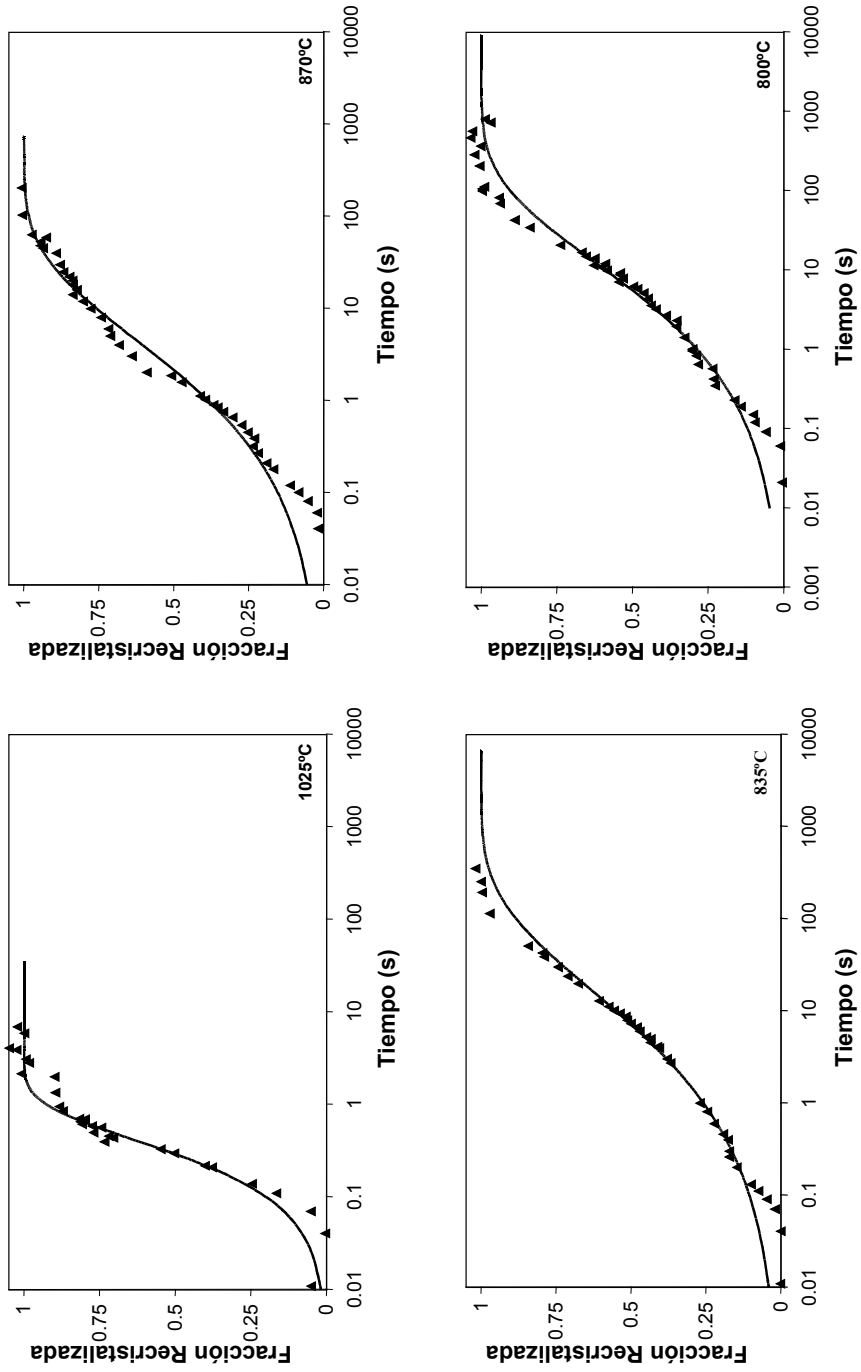 Fracción Recristalizada
1
0.75
0.5
0.25
0
1025ºC
0.01 0.1 1 10 100 1000 10000
Tiempo (s)
Fracción Recristalizada
1
0.75
0.5
0.25
0
870ºC
0.01 0.1 1 10 100 1000 10000
Tiempo (s)
Fracción Recristalizada
1
0.75
0.5
0.25
0
835ºC
0.01 0.1 1 10 100 1000 10000
Tiempo (s)
Fracción Recristalizada
1
0.75
0.5
0.25
0
800ºC
0.001 0.01 0.1 1 10 100 1000 10000
Tiempo (s)